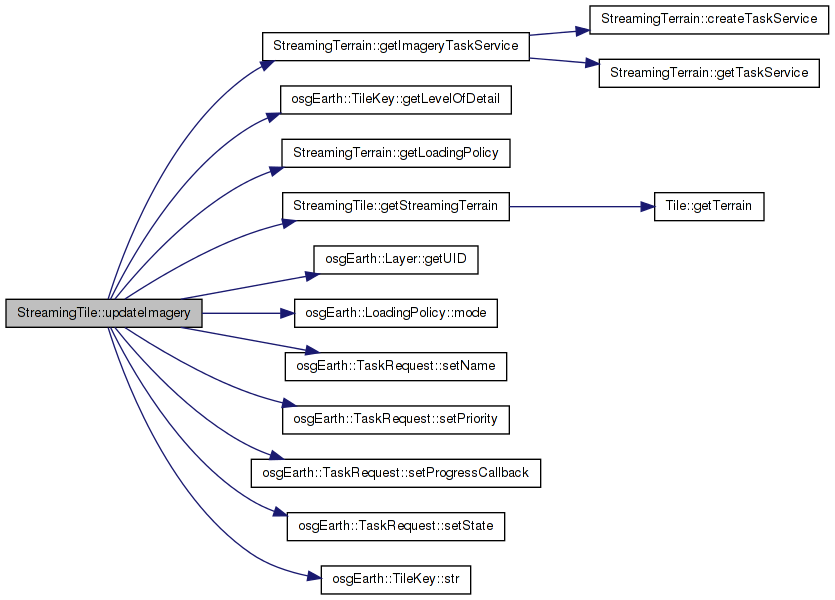 StreamingTile::updateImagery
StreamingTerrain::getImageryTaskService
StreamingTerrain::createTaskService
StreamingTerrain::getTaskService
osgEarth::TileKey::getLevelOfDetail
StreamingTerrain::getLoadingPolicy
StreamingTile::getStreamingTerrain
Tile::getTerrain
osgEarth::Layer::getUID
osgEarth::LoadingPolicy::mode
osgEarth::TaskRequest::setName
osgEarth::TaskRequest::setPriority
osgEarth::TaskRequest::setProgressCallback
osgEarth::TaskRequest::setState
osgEarth::TileKey::str